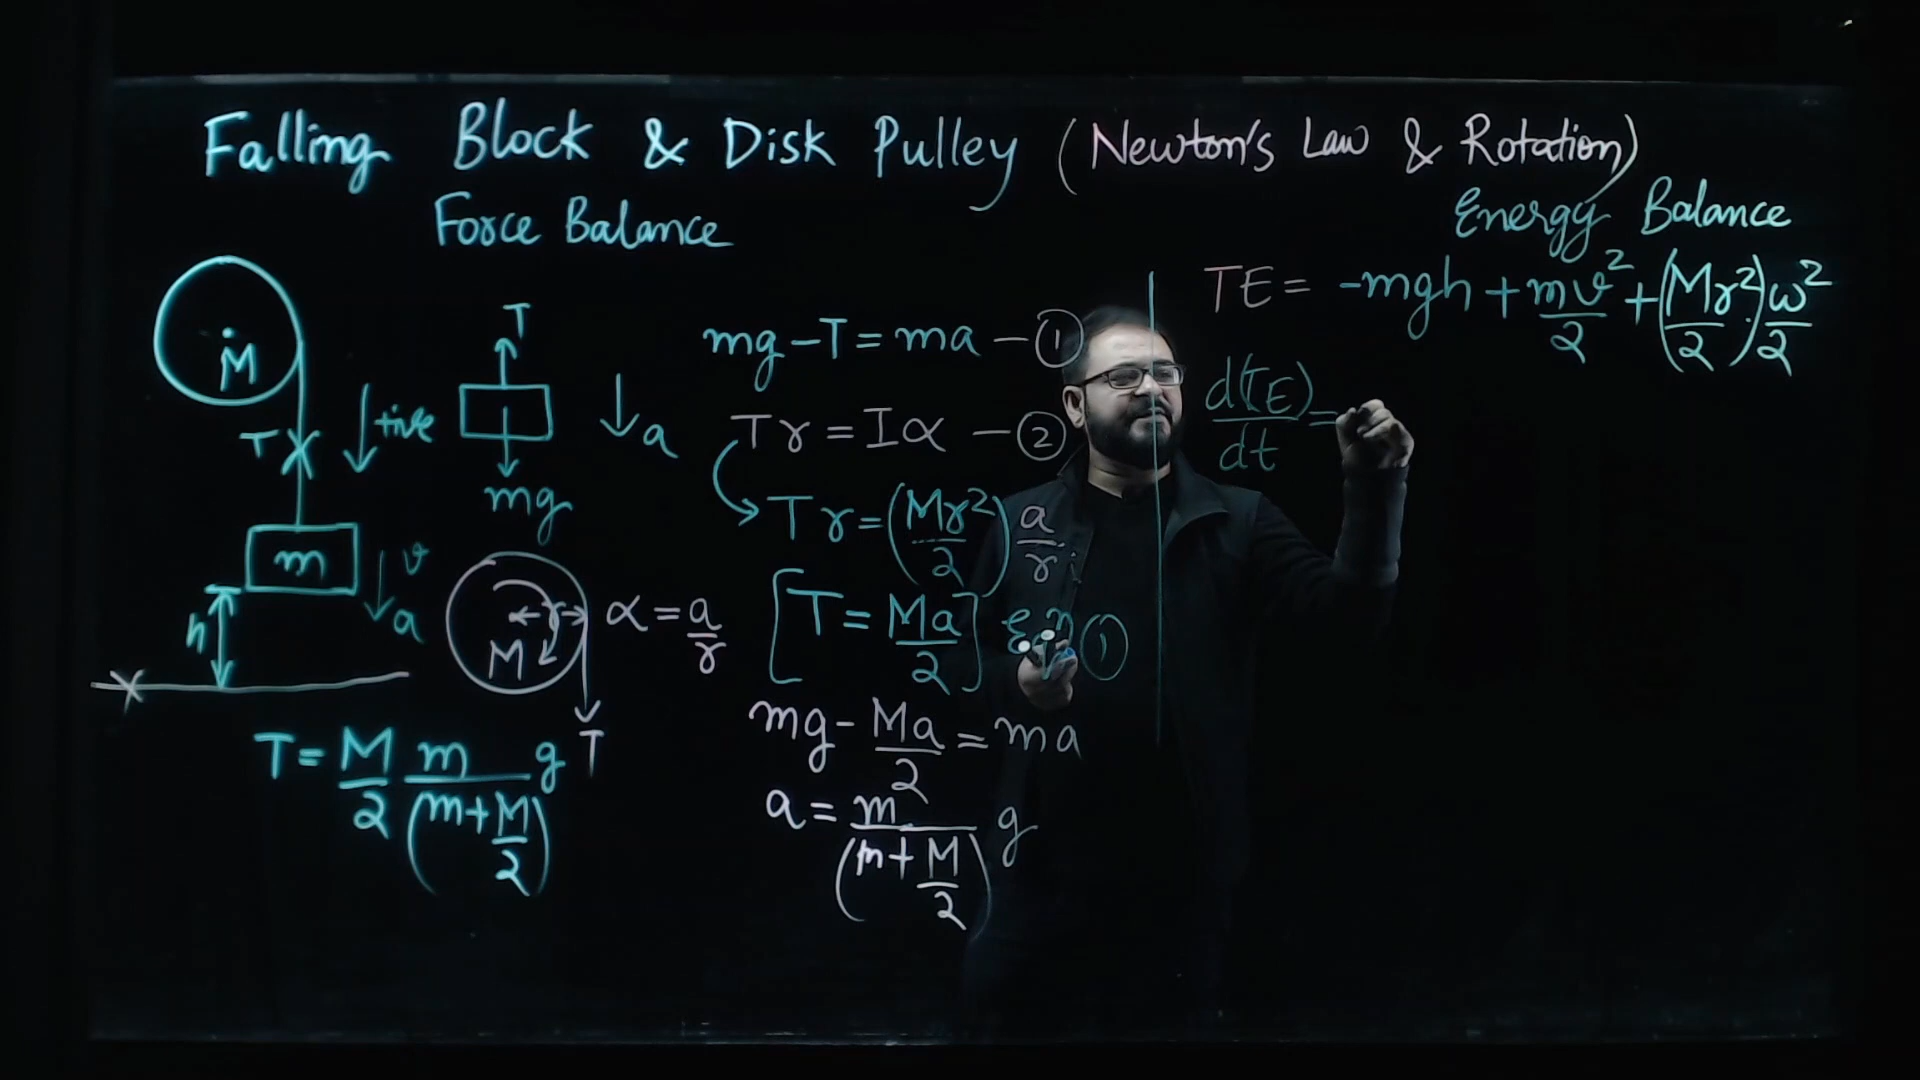 Falling Block & Disk Pulley (Newton's Law & Rotation)
Force Balance
M
T
+ive
m
v
a
h
T
mg
a
M
r
α = a/r
T
T = M/2 m/(m+M/2) g
mg - T = ma - ①
Tr = Iα - ②
Tr = (Mr²/2) a/r
[T = Ma/2] ①
mg - Ma/2 = ma
a = m/(m+M/2) g
Energy Balance
TE = -mgh + mv²/2 + (Mr²/2) ω²/2
d(TE)/dt =